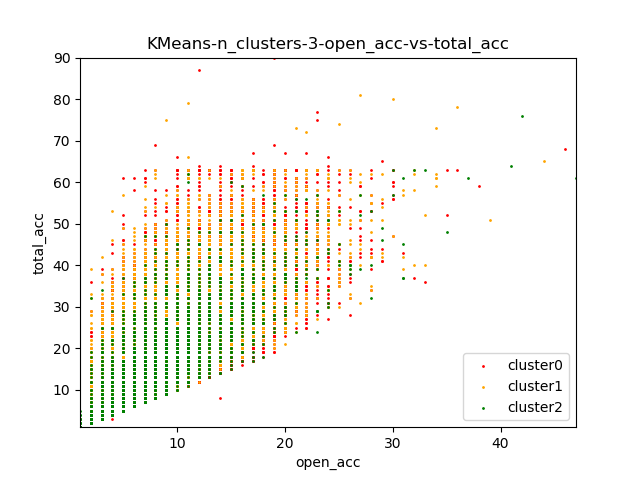 KMeans-n_clusters-3-open_acc-vs-total_acc
90
80
70
60
50
40
30
20
10
total_acc
10 20 30 40
open_acc
cluster0
cluster1
cluster2